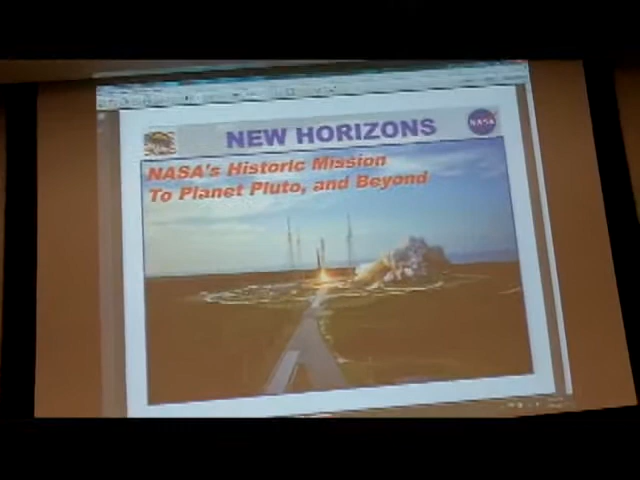 NEW HORIZONS
NASA
NASA's Historic Mission
To Planet Pluto, and Beyond